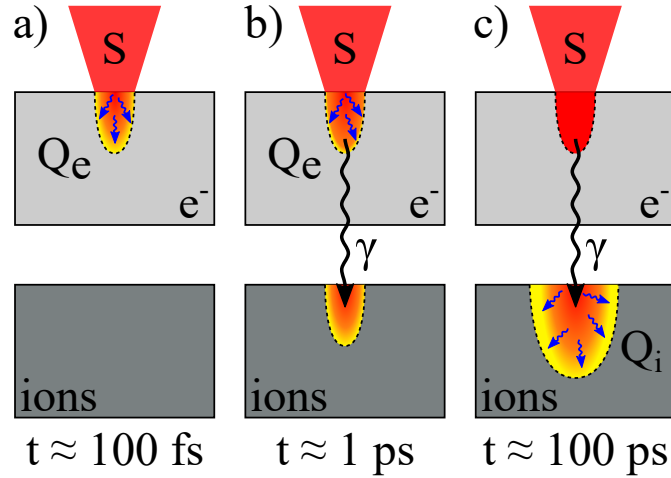 a) b) c)
S S S
Qe Qe
e- e- e-
γ γ
Qi
ions ions ions
t ≈ 100 fs t ≈ 1 ps t ≈ 100 ps